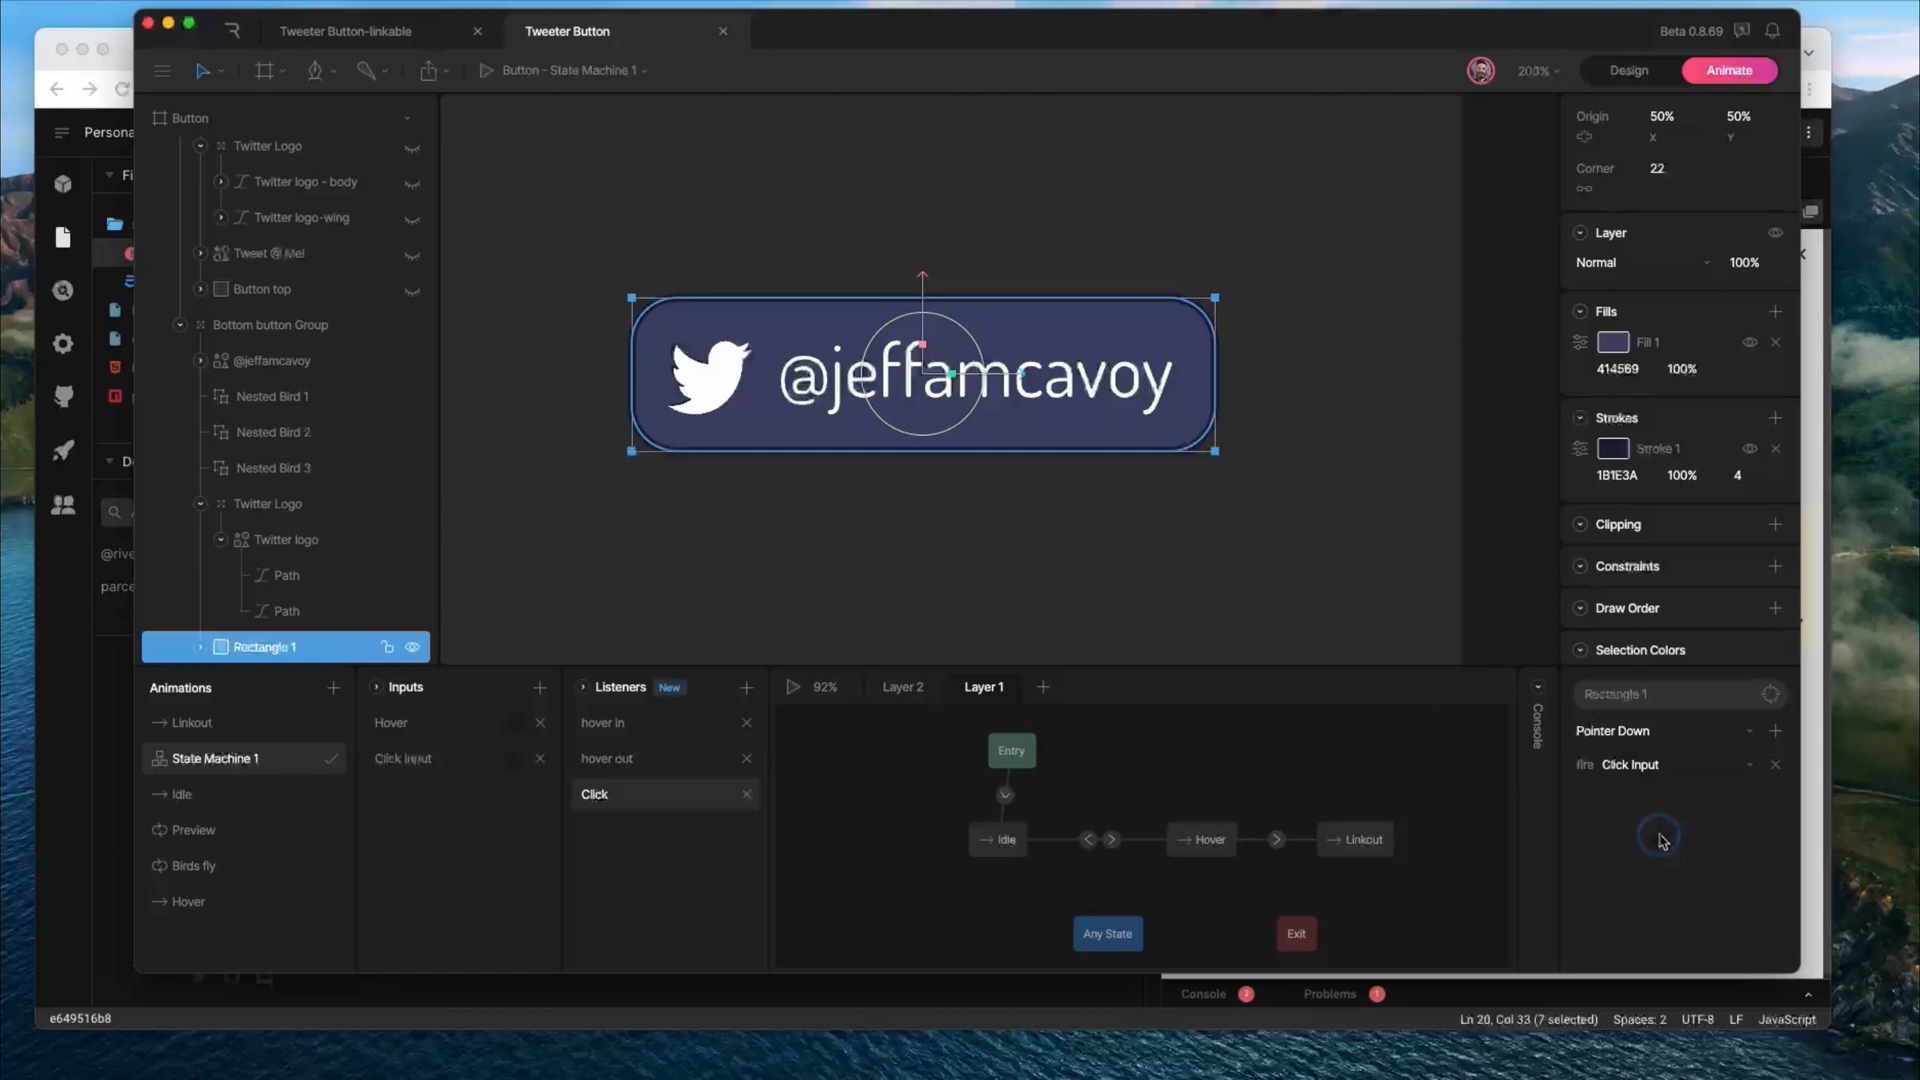 Tweeter Button-linkable
Tweeter Button
Beta 0.8.69
Button - State Machine 1
203%
Design
Animate
Persona
Fi
De
@rive
parce
Button
Twitter Logo
Twitter logo - body
Twitter logo-wing
Tweet @ Me!
Button top
Bottom button Group
@jeffamcavoy
Nested Bird 1
Nested Bird 2
Nested Bird 3
Twitter Logo
Twitter logo
Path
Path
Rectangle 1
@jeffamcavoy
Origin
50%
50%
X
Y
Corner
22
Layer
Normal
100%
Fills
Fill 1
414569
100%
Strokes
Stroke 1
1B1E3A
100%
4
Clipping
Constraints
Draw Order
Selection Colors
Animations
Linkout
State Machine 1
Idle
Preview
Birds fly
Hover
Inputs
Hover
Click Input
Listeners
New
hover in
hover out
Click
92%
Layer 2
Layer 1
Entry
Idle
Hover
Linkout
Any State
Exit
Console
Rectangle 1
Pointer Down
fire
Click Input
Console
2
Problems
1
e649516b8
Ln 20, Col 33 (7 selected)
Spaces: 2
UTF-8
LF
JavaScript